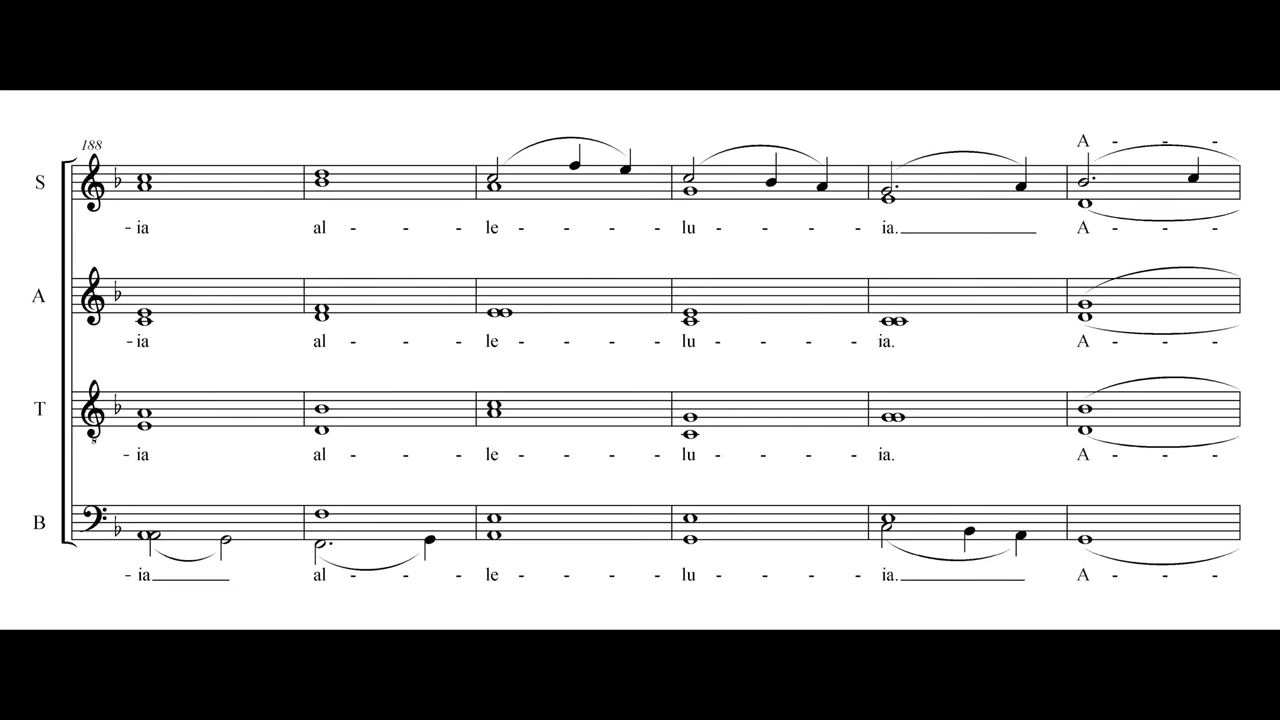 188
A - - -
S
-ia al - - - le - - - lu - - - ia. A - - -
A
-ia al - - - le - - - lu - - - ia. A - - -
T
-ia al - - - le - - - lu - - - ia. A - - -
B
-ia al - - - le - - - lu - - - ia. A - - -